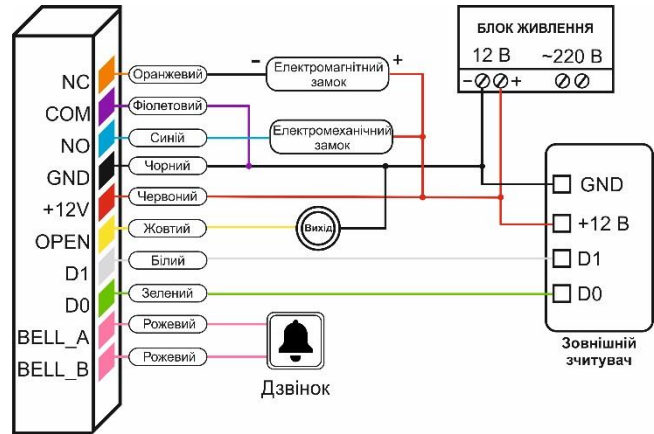 БЛОК ЖИВЛЕННЯ
12 В ~220 В
- +
NC
COM
NO
GND
+12V
OPEN
D1
D0
BELL_A
BELL_B
Оранжевий
Фіолетовий
Синій
Чорний
Червоний
Жовтий
Білий
Зелений
Рожевий
Рожевий
- +
Електромагнітний
замок
Електромеханічний
замок
Вихід
Дзвінок
GND
+12 В
D1
D0
Зовнішній
зчитувач